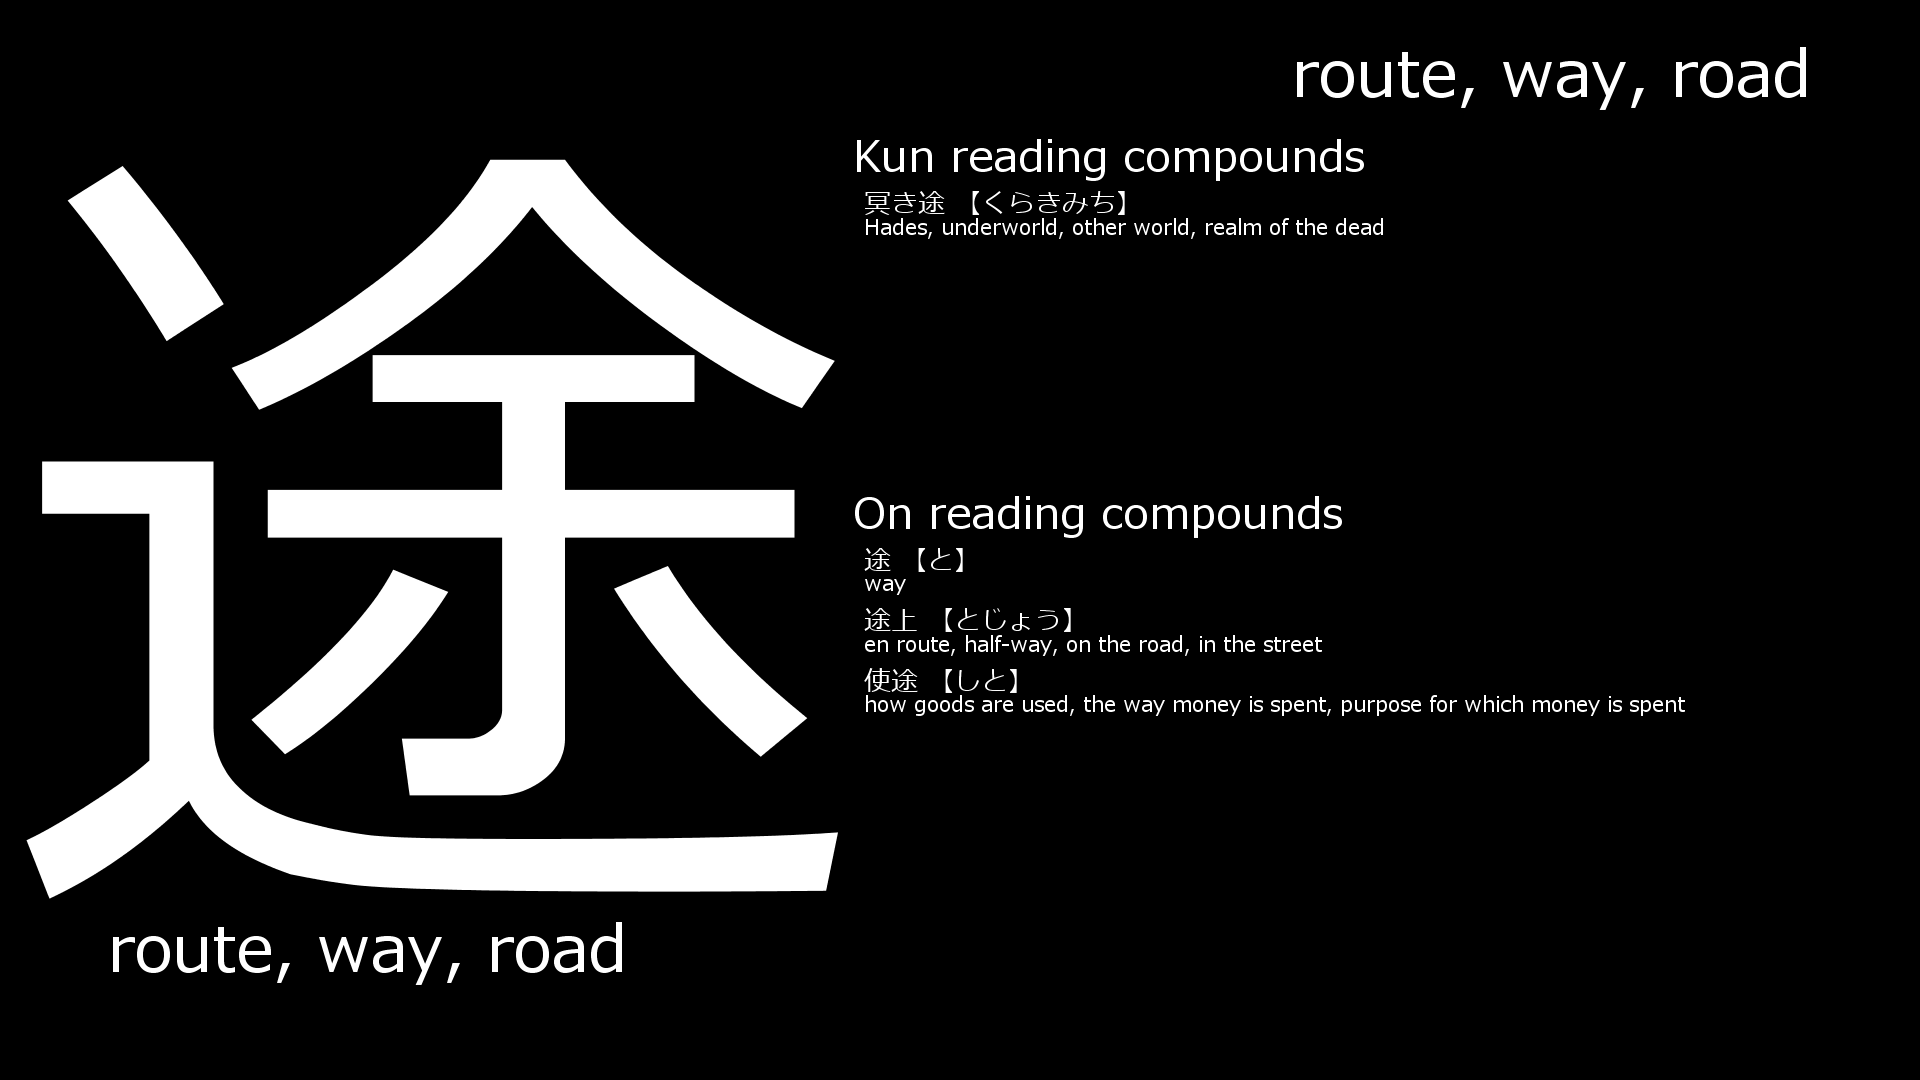 route, way, road
途
route, way, road
Kun reading compounds
冥き途 【くらきみち】
Hades, underworld, other world, realm of the dead
On reading compounds
途 【と】
way
途上 【とじょう】
en route, half-way, on the road, in the street
使途 【しと】
how goods are used, the way money is spent, purpose for which money is spent